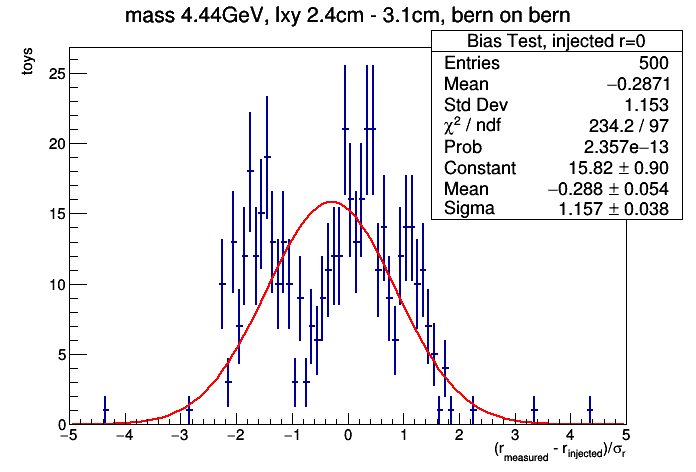 mass 4.44GeV, lxy 2.4cm - 3.1cm, bern on bern
Bias Test, injected r=0
Entries 500
Mean −0.2871
Std Dev 1.153
χ² / ndf 234.2 / 97
Prob 2.357e−13
Constant 15.82 ± 0.90
Mean −0.288 ± 0.054
Sigma 1.157 ± 0.038
toys
25
20
15
10
5
0
−5 −4 −3 −2 −1 0 1 2 3 4 5
(r_measured - r_injected)/σ_r